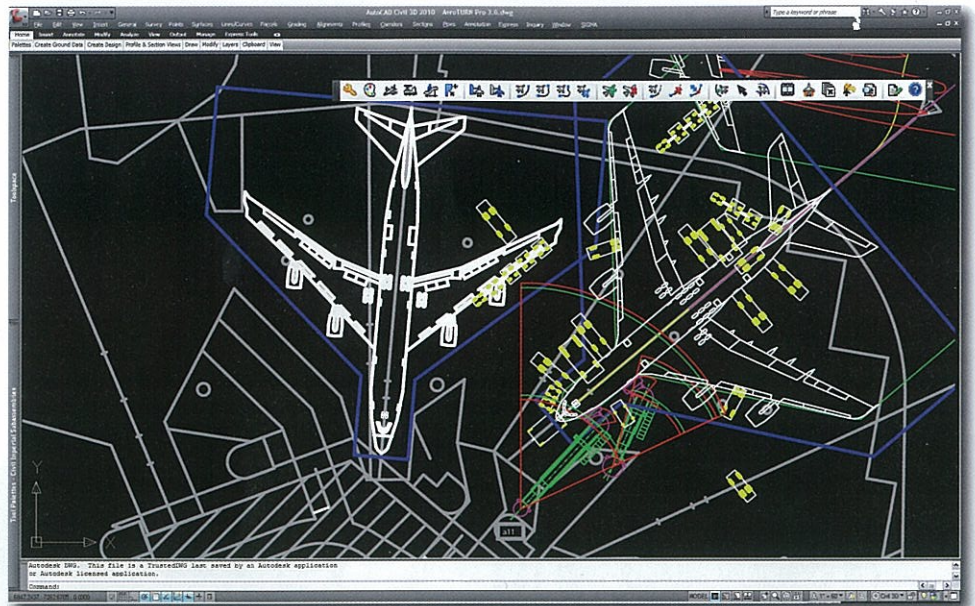 AutoCAD Civil 3D 2010   AeroTURN Pro 3.0.dwg
Type a keyword or phrase
File Edit View Insert General Survey Points Surfaces Lines/Curves Parcels Grading Alignments Profiles Corridors Sections Pipes Annotation Express Inquiry Window
Home Insert Annotate Modify Analyze View Output Manage Express Tools
Palettes Create Ground Data Create Design Profile & Section Views Draw Modify Layers Clipboard View
Toolspace
Tool Palettes - Civil Imperial Subassemblies
Y
X
a11
Autodesk DWG. This file is a TrustedDWG last saved by an Autodesk application
or Autodesk licensed application.
Command:
MODEL